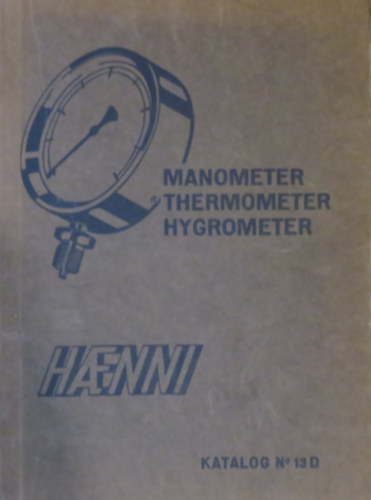 MANOMETER
THERMOMETER
HYGROMETER
HÆNNI
KATALOG Nº 13 D